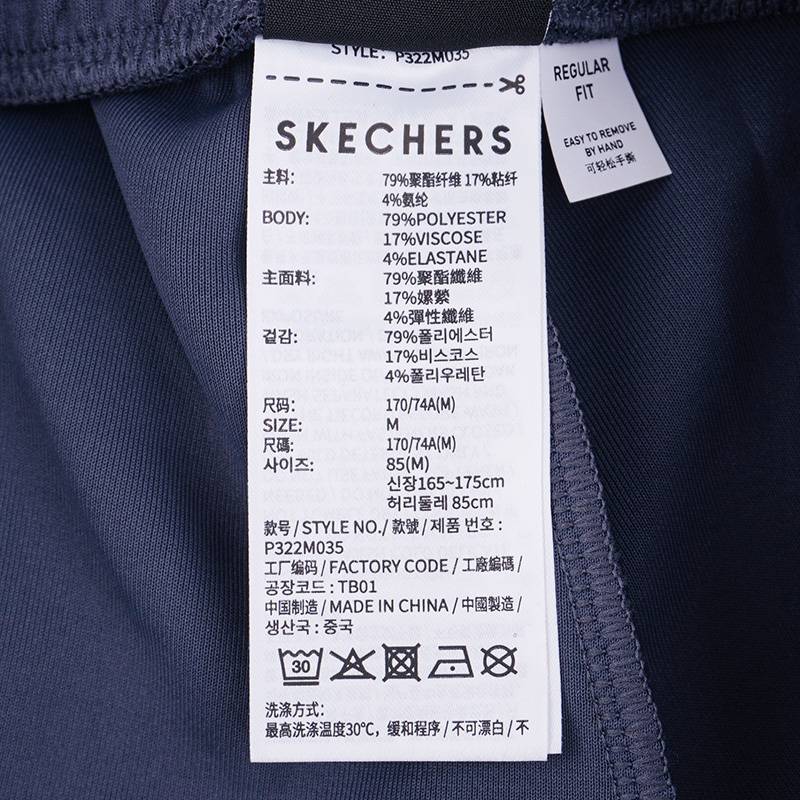 STYLE: P322M035
SKECHERS
主料: 79%聚酯纤维 17%粘纤
4%氨纶
BODY: 79%POLYESTER
17%VISCOSE
4%ELASTANE
主面料: 79%聚酯纖維
17%嫘縈
4%彈性纖維
겉감: 79%폴리에스터
17%비스코스
4%폴리우레탄
尺码: 170/74A(M)
SIZE: M
尺碼: 170/74A(M)
사이즈: 85(M)
신장165~175cm
허리둘레 85cm
款号 / STYLE NO./ 款號 / 제품 번호 :
P322M035
工厂编码 / FACTORY CODE / 工廠編碼 /
공장코드 : TB01
中国制造 / MADE IN CHINA / 中國製造 /
생산국 : 중국
30
洗涤方式:
最高洗涤温度30℃，缓和程序 / 不可漂白 / 不
REGULAR
FIT
EASY TO REMOVE
BY HAND
可轻松手撕